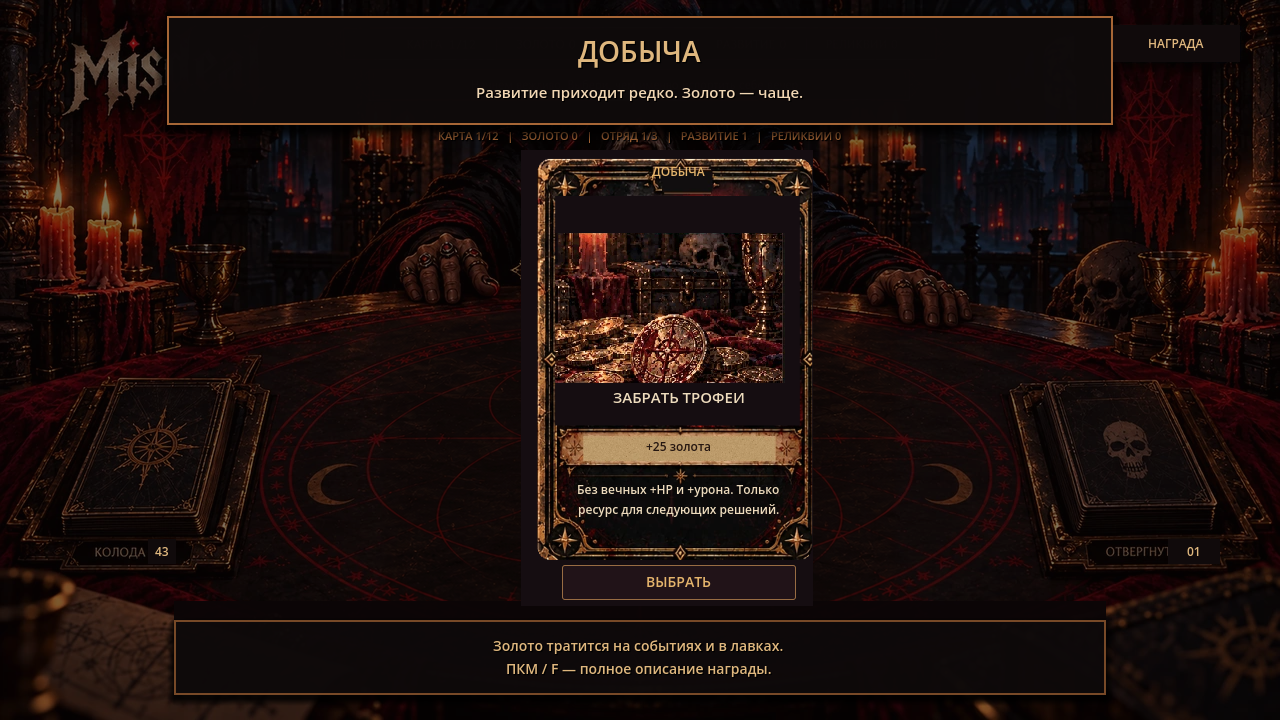 Mis
ДОБЫЧА
Развитие приходит редко. Золото — чаще.
НАГРАДА
КАРТА 1/12 | ЗОЛОТО 0 | ОТРЯД 1/3 | РАЗВИТИЕ 1 | РЕЛИКВИИ 0
ДОБЫЧА
ЗАБРАТЬ ТРОФЕИ
+25 золота
Без вечных +HP и +урона. Только
ресурс для следующих решений.
КОЛОДА 43
ОТВЕРГНУТ 01
ВЫБРАТЬ
Золото тратится на событиях и в лавках.
ПКМ / F — полное описание награды.